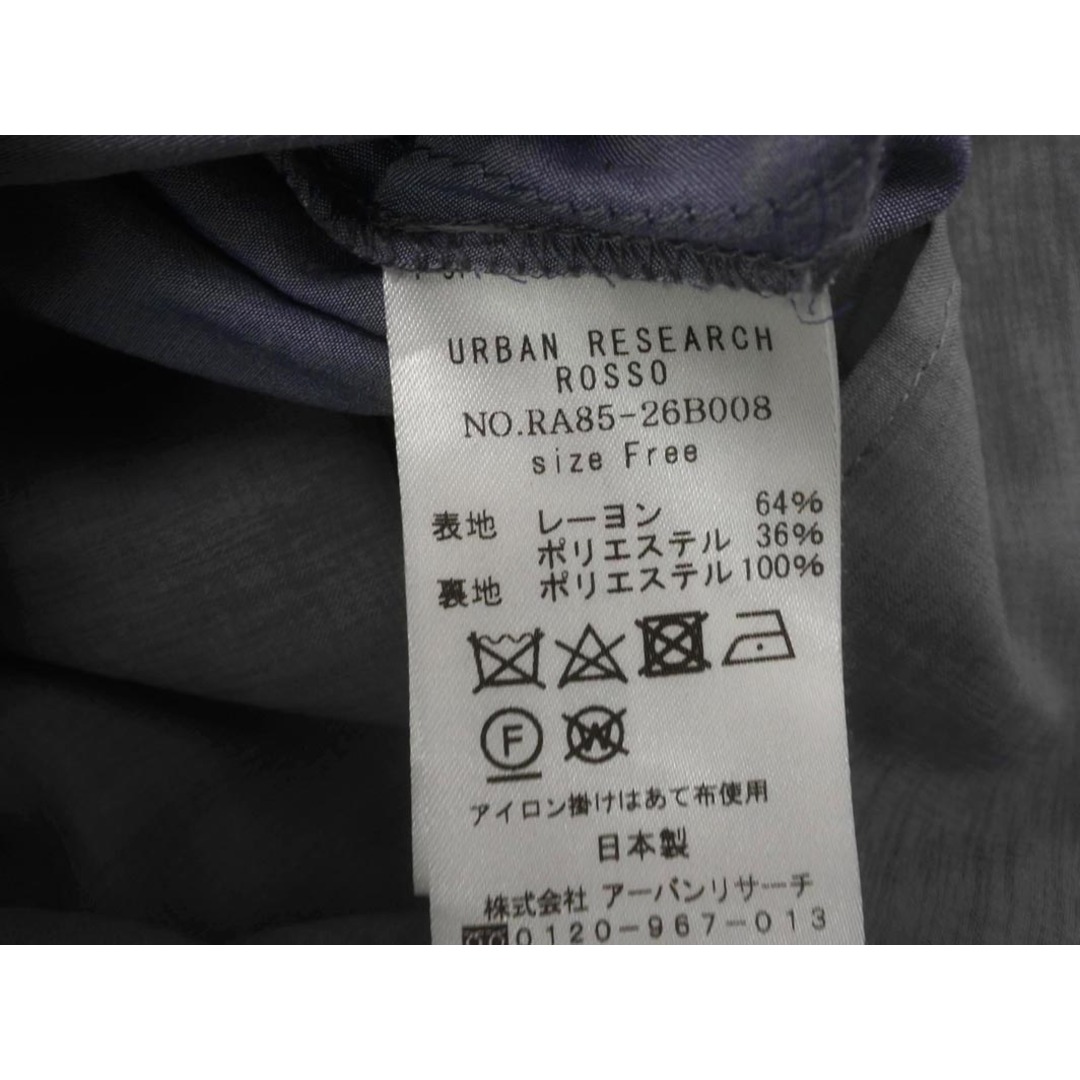 URBAN RESEARCH
ROSSO
NO.RA85-26B008
size Free
表地 レーヨン 64%
ポリエステル 36%
裏地 ポリエステル 100%
F
W
アイロン掛けはあて布使用
日本製
株式会社 アーバンリサーチ
0120-967-013